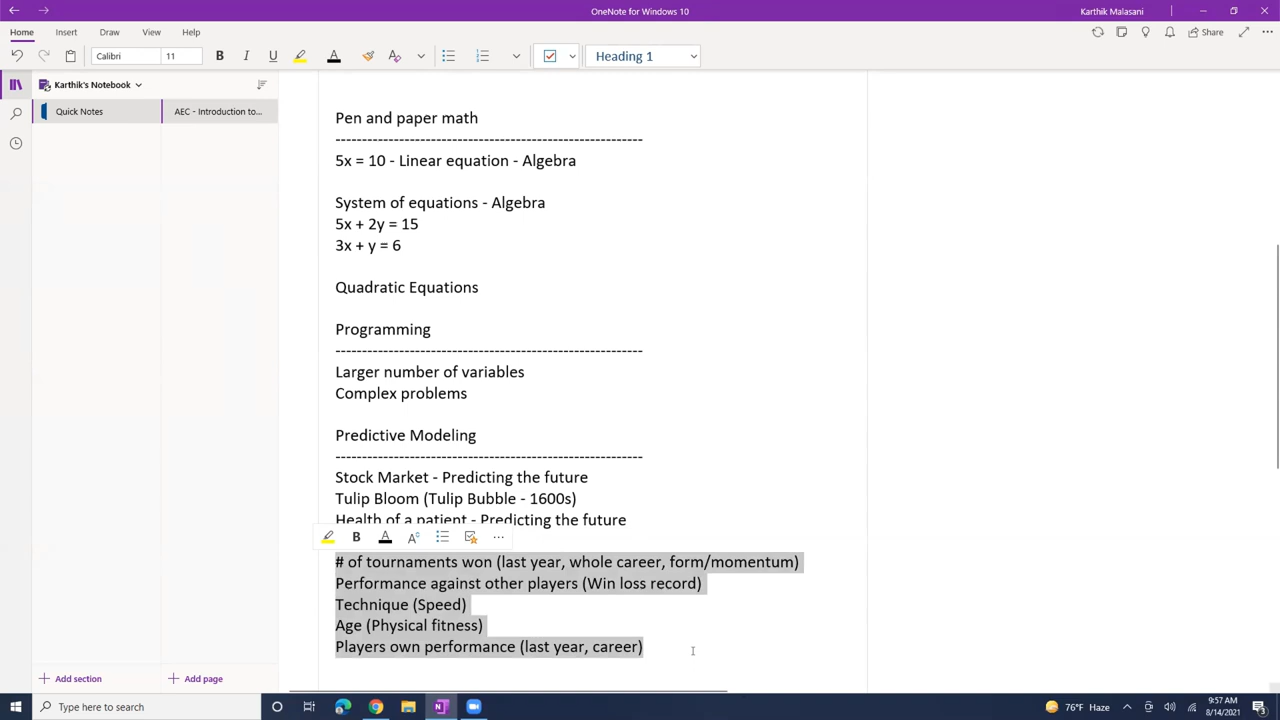 OneNote for Windows 10
Karthik Malasani
Home
Insert
Draw
View
Help
Share
Calibri
11
B
I
U
A
Heading 1
Karthik's Notebook
Quick Notes
AEC - Introduction to...
Pen and paper math
----------------------------------------------------------
5x = 10 - Linear equation - Algebra
System of equations - Algebra
5x + 2y = 15
3x + y = 6
Quadratic Equations
Programming
----------------------------------------------------------
Larger number of variables
Complex problems
Predictive Modeling
----------------------------------------------------------
Stock Market - Predicting the future
Tulip Bloom (Tulip Bubble - 1600s)
Health of a patient - Predicting the future
B
A
# of tournaments won (last year, whole career, form/momentum)
Performance against other players (Win loss record)
Technique (Speed)
Age (Physical fitness)
Players own performance (last year, career)
Add section
Add page
Type here to search
76°F Haze
9:57 AM
8/14/2021
3